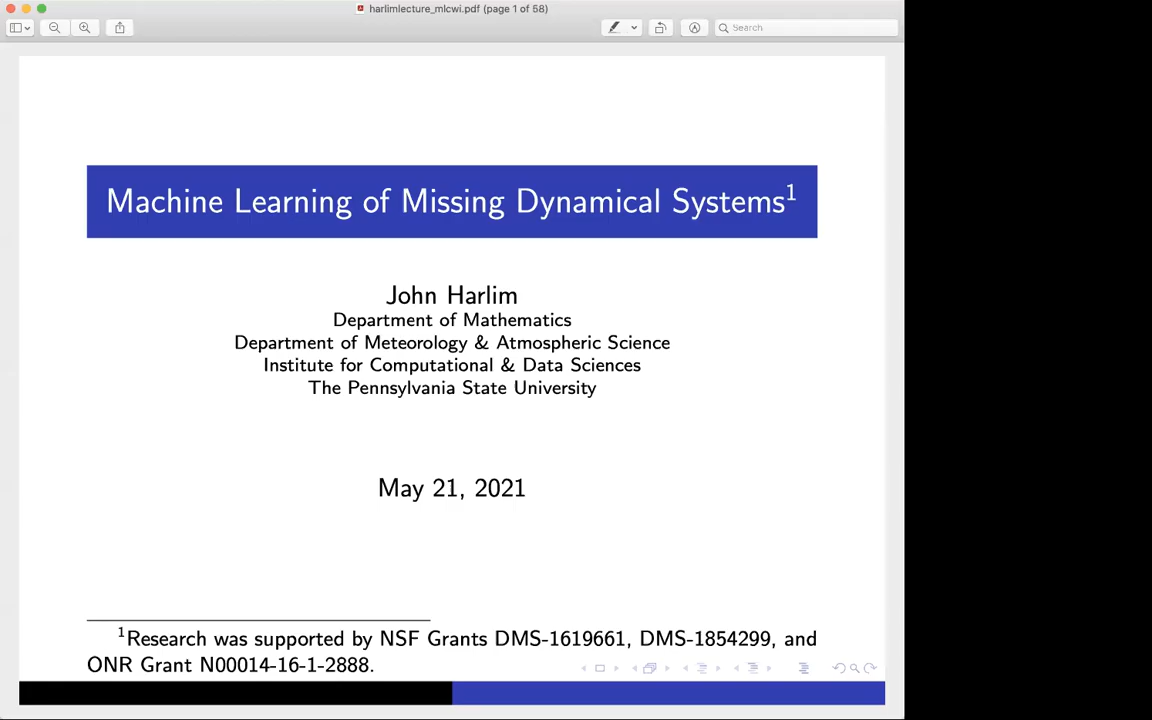 harlimlecture_mlcwi.pdf (page 1 of 58)
Search
Machine Learning of Missing Dynamical Systems¹
John Harlim
Department of Mathematics
Department of Meteorology & Atmospheric Science
Institute for Computational & Data Sciences
The Pennsylvania State University
May 21, 2021
¹Research was supported by NSF Grants DMS-1619661, DMS-1854299, and
ONR Grant N00014-16-1-2888.